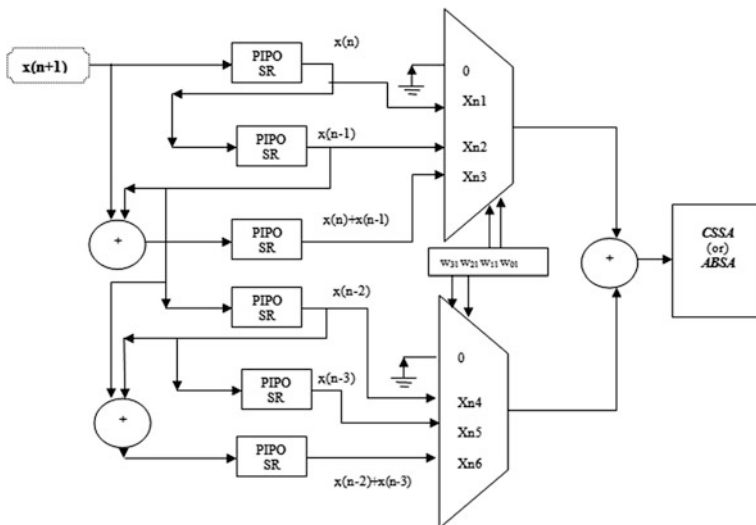 x(n+1)
PIPO
SR
x(n)
PIPO
SR
x(n-1)
+
PIPO
SR
x(n)+x(n-1)
PIPO
SR
x(n-2)
PIPO
SR
x(n-3)
+
PIPO
SR
x(n-2)+x(n-3)
0
Xn1
Xn2
Xn3
W31 W21 W11 W01
0
Xn4
Xn5
Xn6
+
CSSA
(or)
ABSA